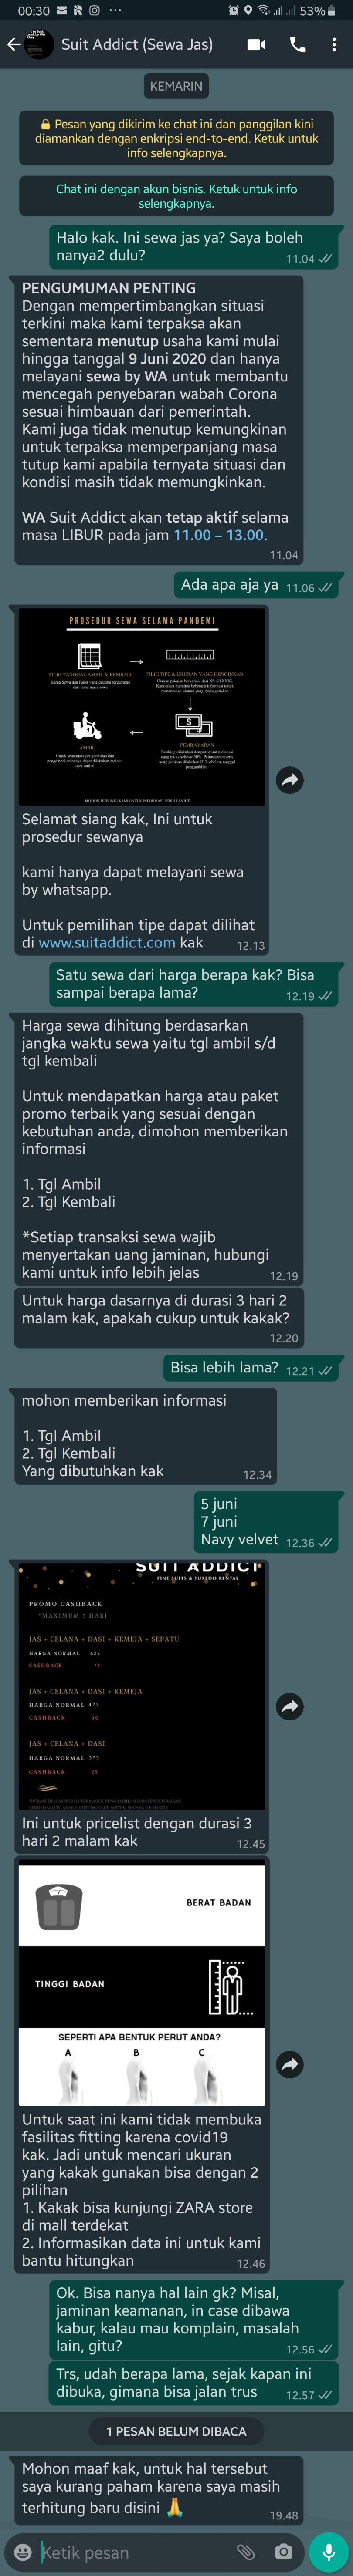 00:30
53%
Suit Addict (Sewa Jas)
KEMARIN
Pesan yang dikirim ke chat ini dan panggilan kini
diamankan dengan enkripsi end-to-end. Ketuk untuk
info selengkapnya.
Chat ini dengan akun bisnis. Ketuk untuk info
selengkapnya.
Halo kak. Ini sewa jas ya? Saya boleh
nanya2 dulu?
11.04
PENGUMUMAN PENTING
Dengan mempertimbangkan situasi
terkini maka kami terpaksa akan
sementara menutup usaha kami mulai
hingga tanggal 9 Juni 2020 dan hanya
melayani sewa by WA untuk membantu
mencegah penyebaran wabah Corona
sesuai himbauan dari pemerintah.
Kami juga tidak menutup kemungkinan
untuk terpaksa memperpanjang masa
tutup kami apabila ternyata situasi dan
kondisi masih tidak memungkinkan.
WA Suit Addict akan tetap aktif selama
masa LIBUR pada jam 11.00 – 13.00.
11.04
Ada apa aja ya 11.06
PROSEDUR SEWA SELAMA PANDEMI
PILIH TANGGAL AMBIL & KEMBALI
PILIH TIPE & UKURAN YANG DIINGINKAN
AMBIL
PEMBAYARAN
Selamat siang kak, Ini untuk
prosedur sewanya
kami hanya dapat melayani sewa
by whatsapp.
Untuk pemilihan tipe dapat dilihat
di www.suitaddict.com kak 12.13
Satu sewa dari harga berapa kak? Bisa
sampai berapa lama?
12.19
Harga sewa dihitung berdasarkan
jangka waktu sewa yaitu tgl ambil s/d
tgl kembali
Untuk mendapatkan harga atau paket
promo terbaik yang sesuai dengan
kebutuhan anda, dimohon memberikan
informasi
1. Tgl Ambil
2. Tgl Kembali
*Setiap transaksi sewa wajib
menyertakan uang jaminan, hubungi
kami untuk info lebih jelas 12.19
Untuk harga dasarnya di durasi 3 hari 2
malam kak, apakah cukup untuk kakak?
12.20
Bisa lebih lama? 12.21
mohon memberikan informasi
1. Tgl Ambil
2. Tgl Kembali
Yang dibutuhkan kak 12.34
5 juni
7 juni
Navy velvet 12.36
SUIT ADDICT
FINE SUITS & TUXEDO RENTAL
PROMO CASHBACK
*MAXIMUM 3 HARI
JAS + CELANA + DASI + KEMEJA + SEPATU
HARGA NORMAL 625
CASHBACK 75
JAS + CELANA + DASI + KEMEJA
HARGA NORMAL 475
CASHBACK 50
JAS + CELANA + DASI
HARGA NORMAL 375
CASHBACK 25
Ini untuk pricelist dengan durasi 3
hari 2 malam kak 12.45
BERAT BADAN
TINGGI BADAN
SEPERTI APA BENTUK PERUT ANDA?
A B C
Untuk saat ini kami tidak membuka
fasilitas fitting karena covid19
kak. Jadi untuk mencari ukuran
yang kakak gunakan bisa dengan 2
pilihan
1. Kakak bisa kunjungi ZARA store
di mall terdekat
2. Informasikan data ini untuk kami
bantu hitungkan 12.46
Ok. Bisa nanya hal lain gk? Misal,
jaminan keamanan, in case dibawa
kabur, kalau mau komplain, masalah
lain, gitu? 12.56
Trs, udah berapa lama, sejak kapan ini
dibuka, gimana bisa jalan trus 12.57
1 PESAN BELUM DIBACA
Mohon maaf kak, untuk hal tersebut
saya kurang paham karena saya masih
terhitung baru disini 🙏
19.48
Ketik pesan